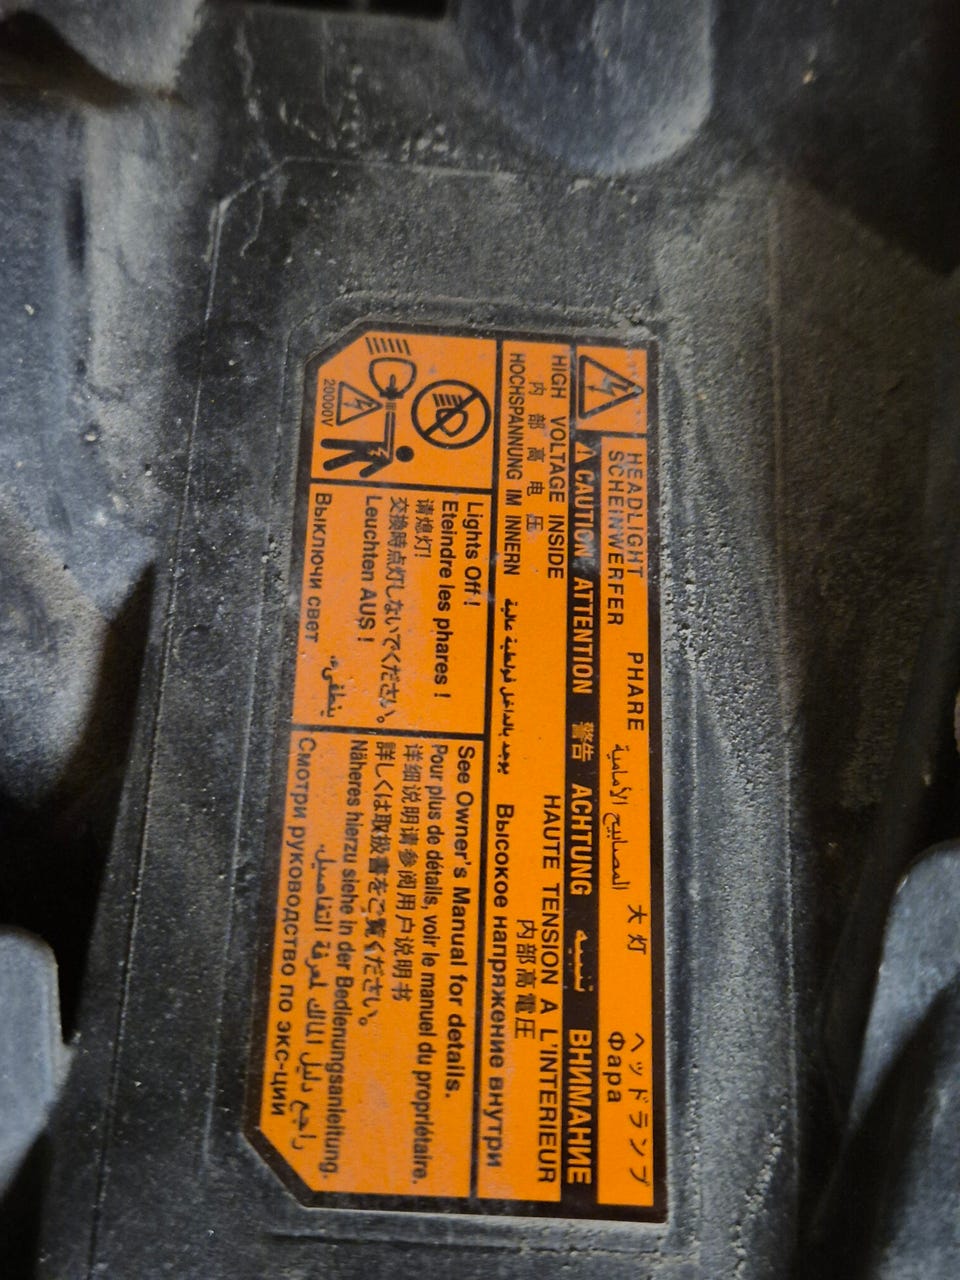 HEADLIGHT PHARE 大灯 ヘッドランプ
SCHEINWERFER المصابيح الأمامية Фара
CAUTION ATTENTION 警告 ACHTUNG تنبيه ВНИМАНИЕ
HIGH VOLTAGE INSIDE HAUTE TENSION A L'INTERIEUR
内部高电压 内部高電圧
HOCHSPANNUNG IM INNERN يوجد بالداخل فولطية عالية Высокое напряжение внутри
20000V
Lights Off !
Eteindre les phares !
请熄灯!
交換時点灯しないでください。
Leuchten AUS !
ينطفىء
Выключи свет
See Owner's Manual for details.
Pour plus de détails, voir le manuel du propriétaire.
详细说明请参阅用户说明书
詳しくは取扱書をご覧ください。
Näheres hierzu siehe in der Bedienungsanleitung.
راجع دليل المالك لمعرفة التفاصيل.
Смотри руководство по экс-ции